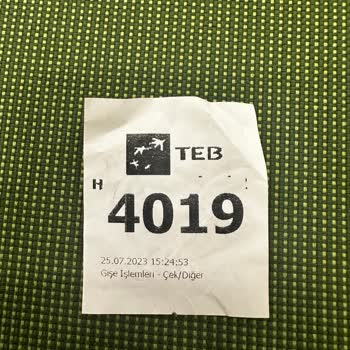 TEB
H
4019
25.07.2023 15:24:53
Gişe İşlemleri - Çek/Diğer